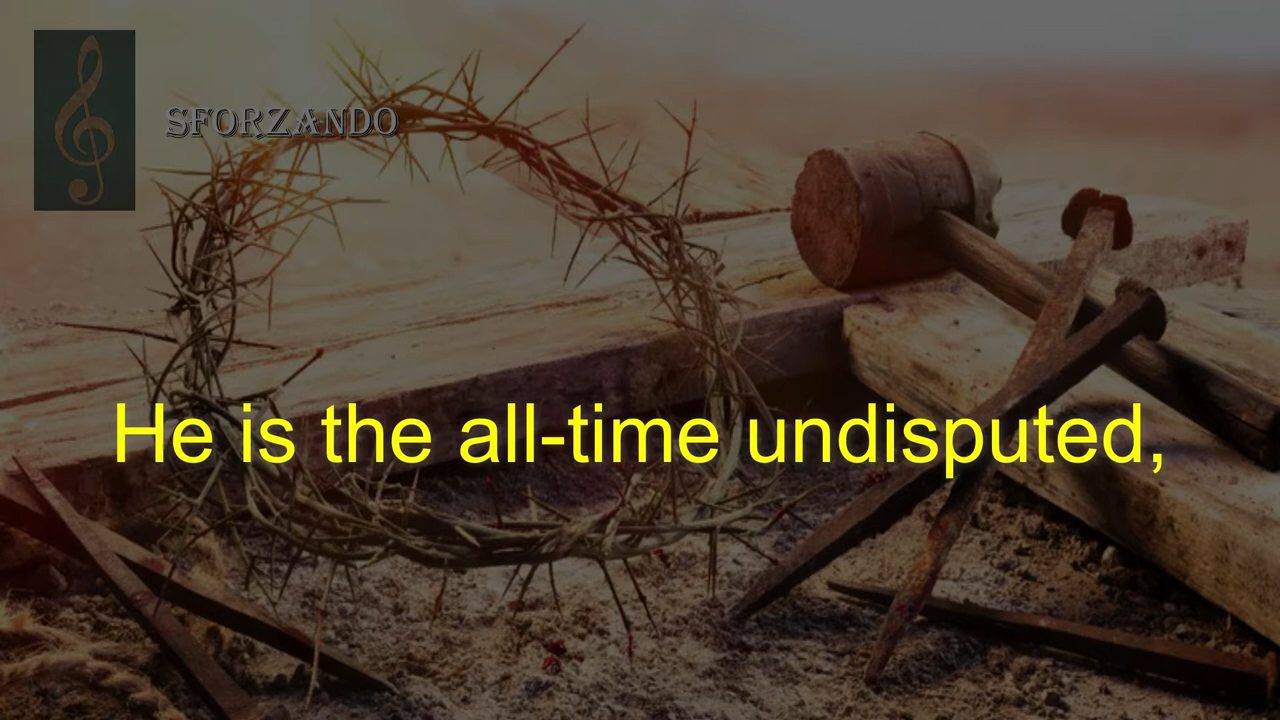 SFORZANDO
He is the all-time undisputed,